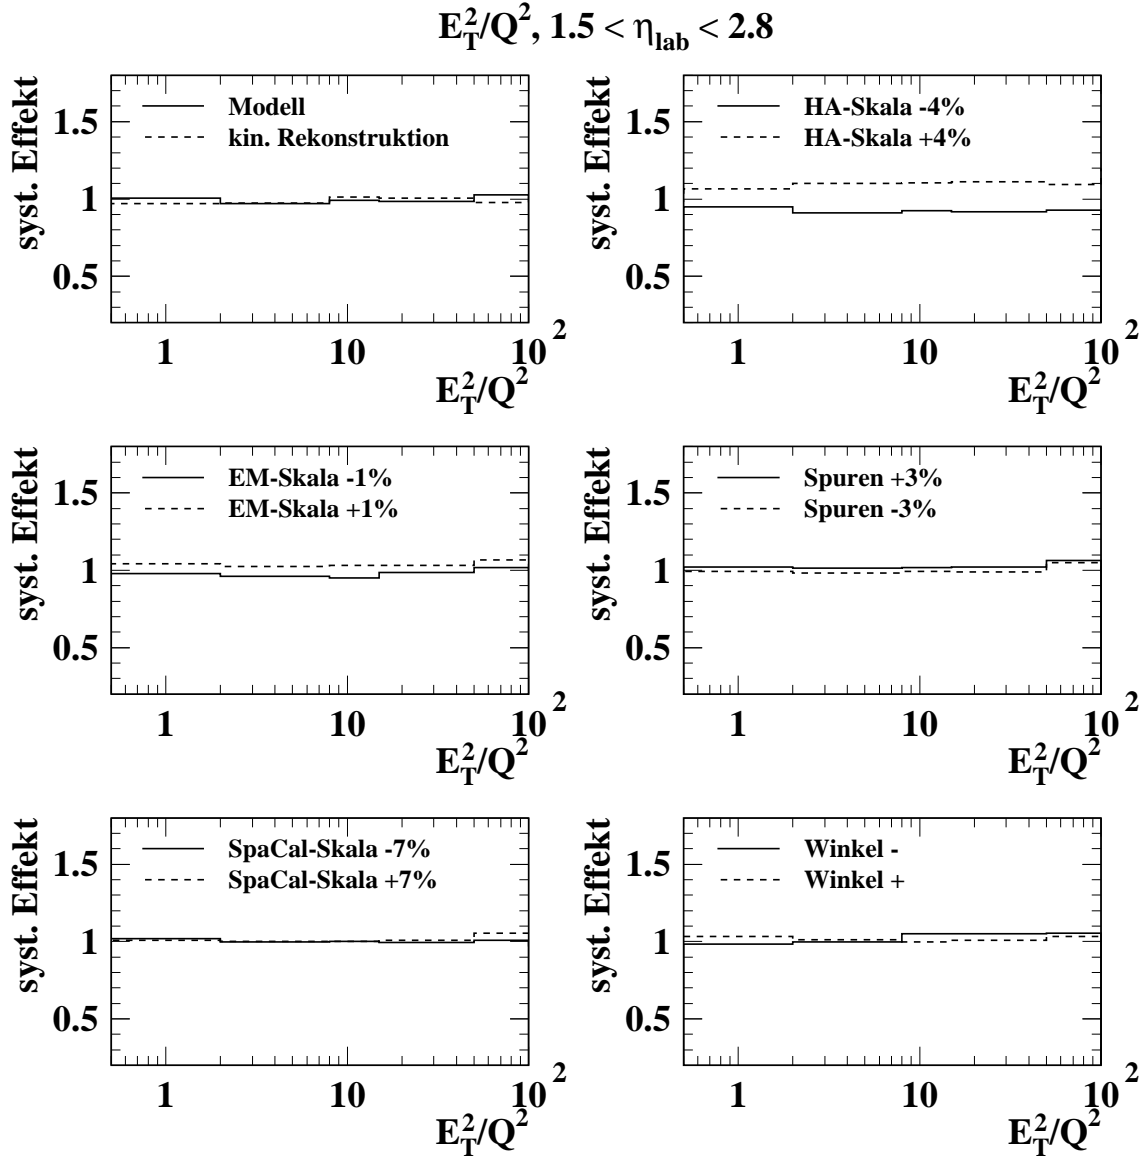 E_T^2/Q^2, 1.5 < η_lab < 2.8
syst. Effekt
1.5
1
0.5
Modell
kin. Rekonstruktion
1
10
10^2
E_T^2/Q^2
syst. Effekt
1.5
1
0.5
HA-Skala -4%
HA-Skala +4%
1
10
10^2
E_T^2/Q^2
syst. Effekt
1.5
1
0.5
EM-Skala -1%
EM-Skala +1%
1
10
10^2
E_T^2/Q^2
syst. Effekt
1.5
1
0.5
Spuren +3%
Spuren -3%
1
10
10^2
E_T^2/Q^2
syst. Effekt
1.5
1
0.5
SpaCal-Skala -7%
SpaCal-Skala +7%
1
10
10^2
E_T^2/Q^2
syst. Effekt
1.5
1
0.5
Winkel -
Winkel +
1
10
10^2
E_T^2/Q^2